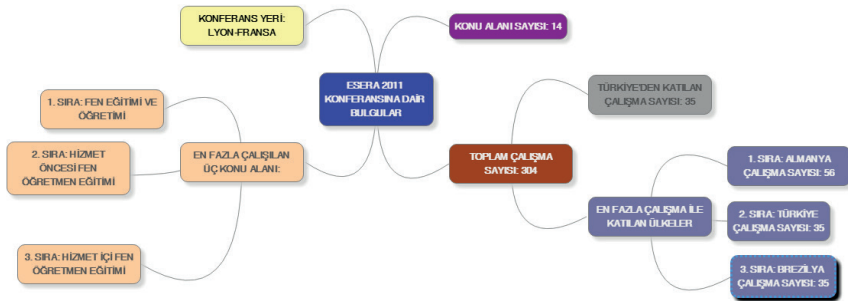 KONFERANS YERİ:
LYON-FRANSA
KONU ALANI SAYISI: 14
ESERA 2011
KONFERANSINA DAİR
BULGULAR
TÜRKİYE'DEN KATILAN
ÇALIŞMA SAYISI: 35
1. SIRA: FEN EĞİTİMİ VE
ÖĞRETİMİ
2. SIRA: HİZMET
ÖNCESİ FEN
ÖĞRETMEN EĞİTİMİ
EN FAZLA ÇALIŞILAN
ÜÇ KONU ALANI:
TOPLAM ÇALIŞMA
SAYISI: 304
1. SIRA: ALMANYA
ÇALIŞMA SAYISI: 56
EN FAZLA ÇALIŞMA İLE
KATILAN ÜLKELER
2. SIRA: TÜRKİYE
ÇALIŞMA SAYISI:
35
3. SIRA: HİZMET İÇİ FEN
ÖĞRETMEN EĞİTİMİ
3. SIRA: BREZİLYA
ÇALIŞMA SAYISI: 35